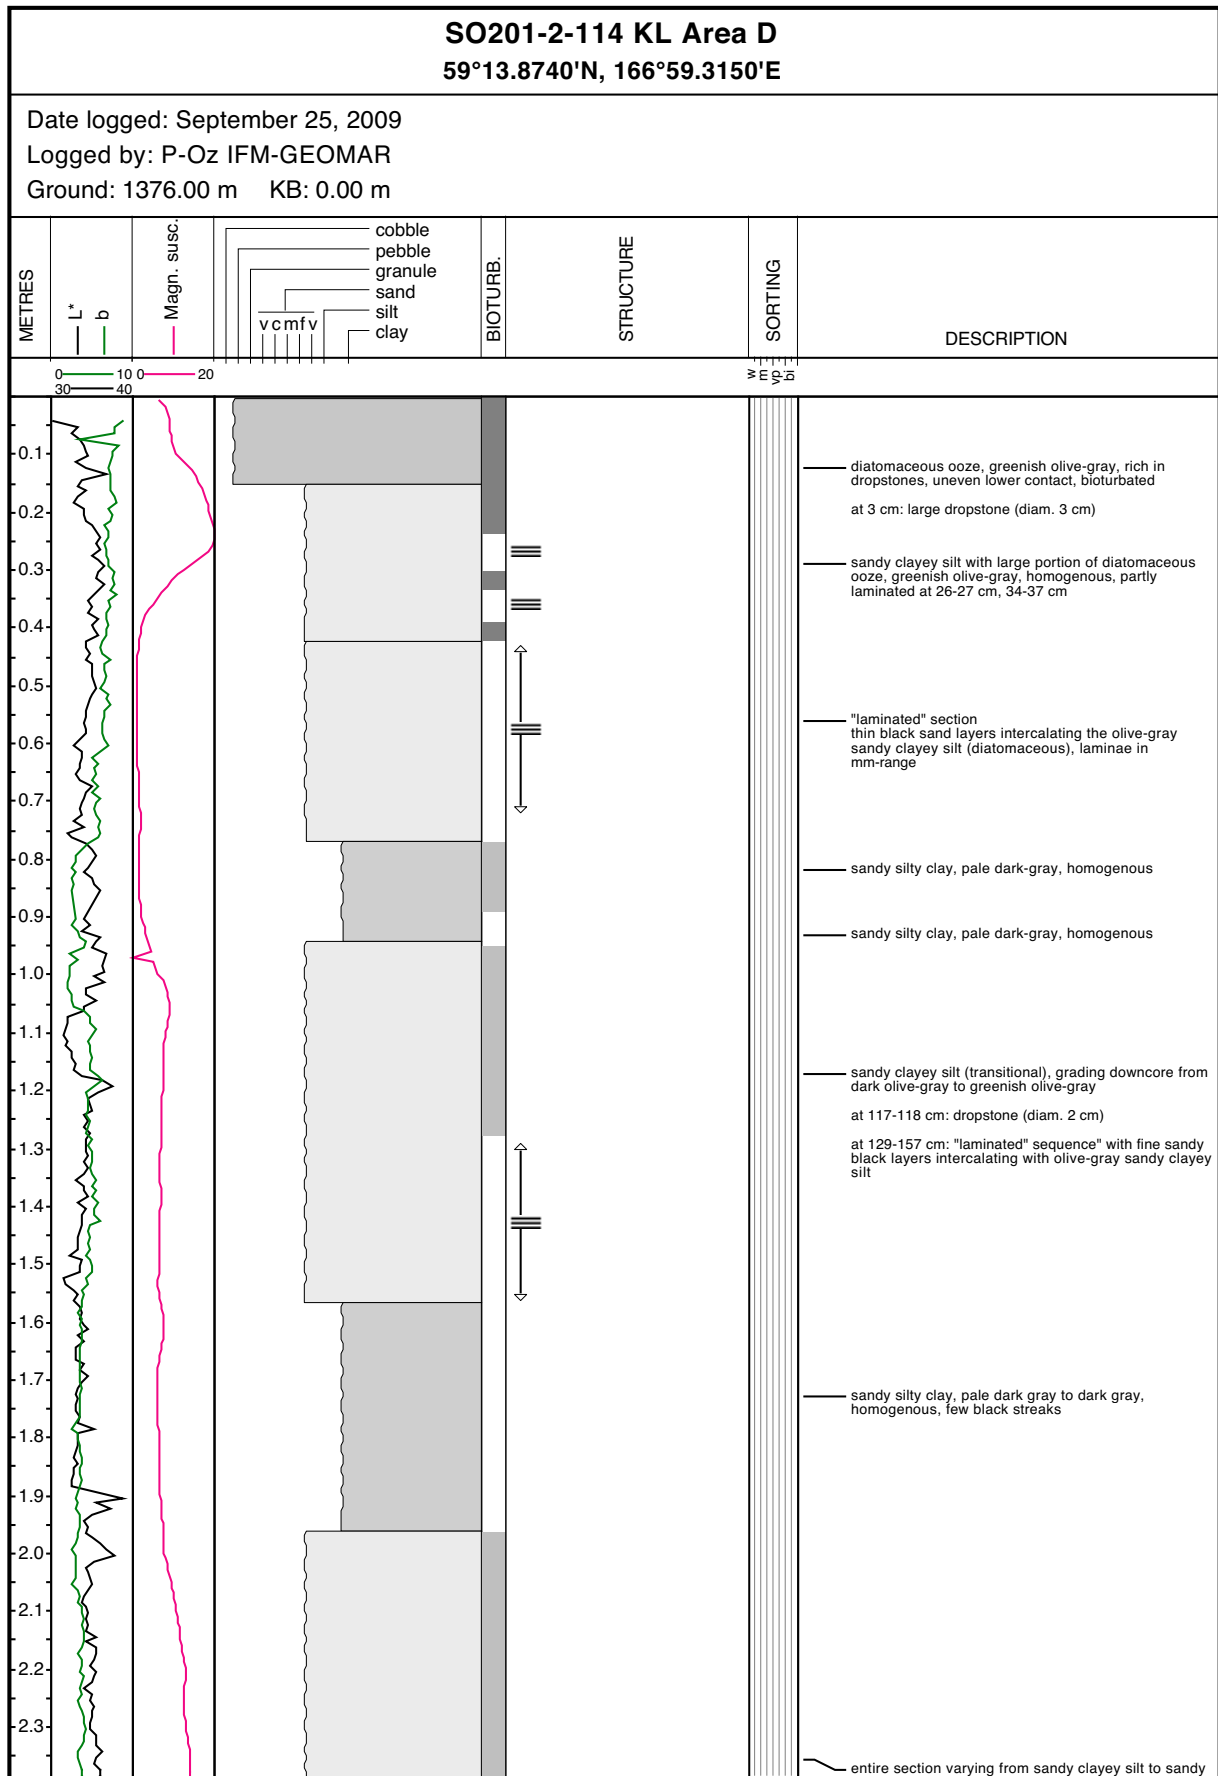 SO201-2-114 KL Area D
59°13.8740'N, 166°59.3150'E
Date logged: September 25, 2009
Logged by: P-Oz IFM-GEOMAR
Ground: 1376.00 m KB: 0.00 m
METRES
L*
b
Magn. susc.
cobble
pebble
granule
sand
silt
clay
v c m f v
BIOTURB.
STRUCTURE
SORTING
DESCRIPTION
0 10
30 40
0 20
w m vp bi
0.1
diatomaceous ooze, greenish olive-gray, rich in
dropstones, uneven lower contact, bioturbated
at 3 cm: large dropstone (diam. 3 cm)
0.2
0.3
sandy clayey silt with large portion of diatomaceous
ooze, greenish olive-gray, homogenous, partly
laminated at 26-27 cm, 34-37 cm
0.4
0.5
"laminated" section
thin black sand layers intercalating the olive-gray
sandy clayey silt (diatomaceous), laminae in
mm-range
0.6
0.7
0.8
sandy silty clay, pale dark-gray, homogenous
0.9
sandy silty clay, pale dark-gray, homogenous
1.0
1.1
sandy clayey silt (transitional), grading downcore from
dark olive-gray to greenish olive-gray
at 117-118 cm: dropstone (diam. 2 cm)
at 129-157 cm: "laminated" sequence" with fine sandy
black layers intercalating with olive-gray sandy clayey
silt
1.2
1.3
1.4
1.5
1.6
1.7
sandy silty clay, pale dark gray to dark gray,
homogenous, few black streaks
1.8
1.9
2.0
2.1
2.2
2.3
entire section varying from sandy clayey silt to sandy